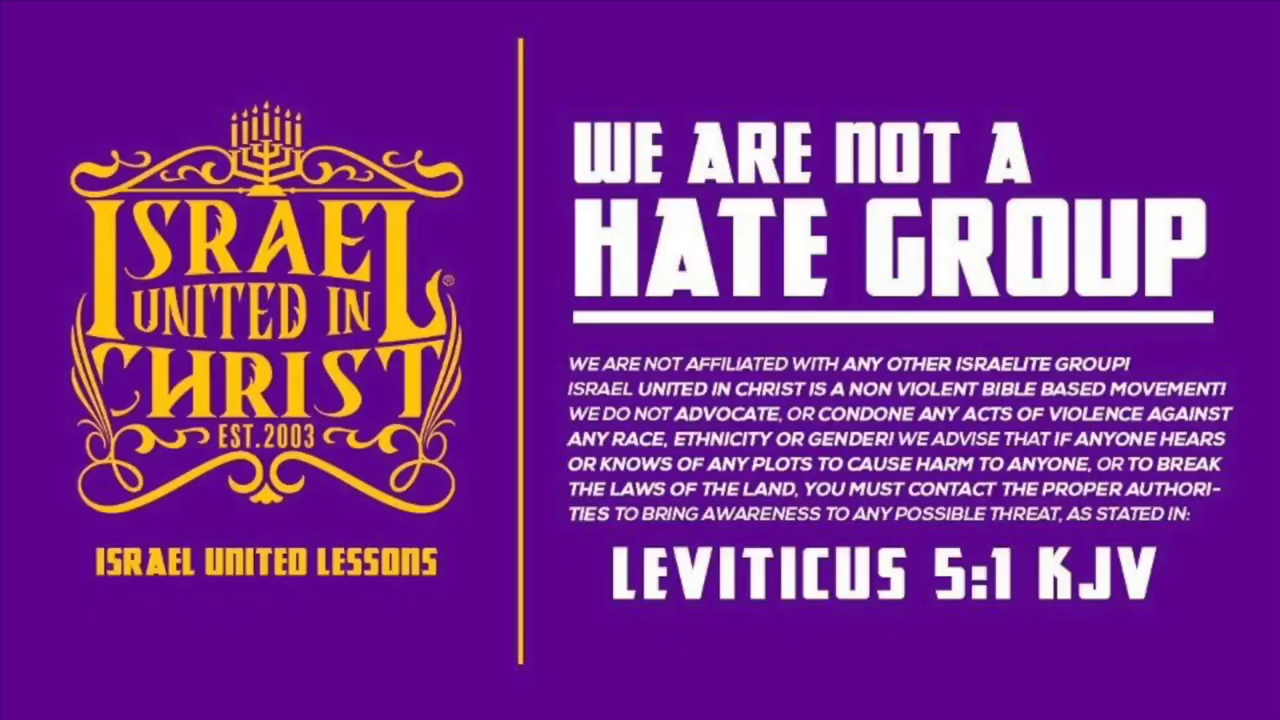 ISRAEL
UNITED IN
CHRIST
EST.2003
ISRAEL UNITED LESSONS
WE ARE NOT A
HATE GROUP
WE ARE NOT AFFILIATED WITH ANY OTHER ISRAELITE GROUP!
ISRAEL UNITED IN CHRIST IS A NON VIOLENT BIBLE BASED MOVEMENT!
WE DO NOT ADVOCATE, OR CONDONE ANY ACTS OF VIOLENCE AGAINST
ANY RACE, ETHNICITY OR GENDER! WE ADVISE THAT IF ANYONE HEARS
OR KNOWS OF ANY PLOTS TO CAUSE HARM TO ANYONE, OR TO BREAK
THE LAWS OF THE LAND, YOU MUST CONTACT THE PROPER AUTHORI-
TIES TO BRING AWARENESS TO ANY POSSIBLE THREAT, AS STATED IN:
LEVITICUS 5:1 KJV